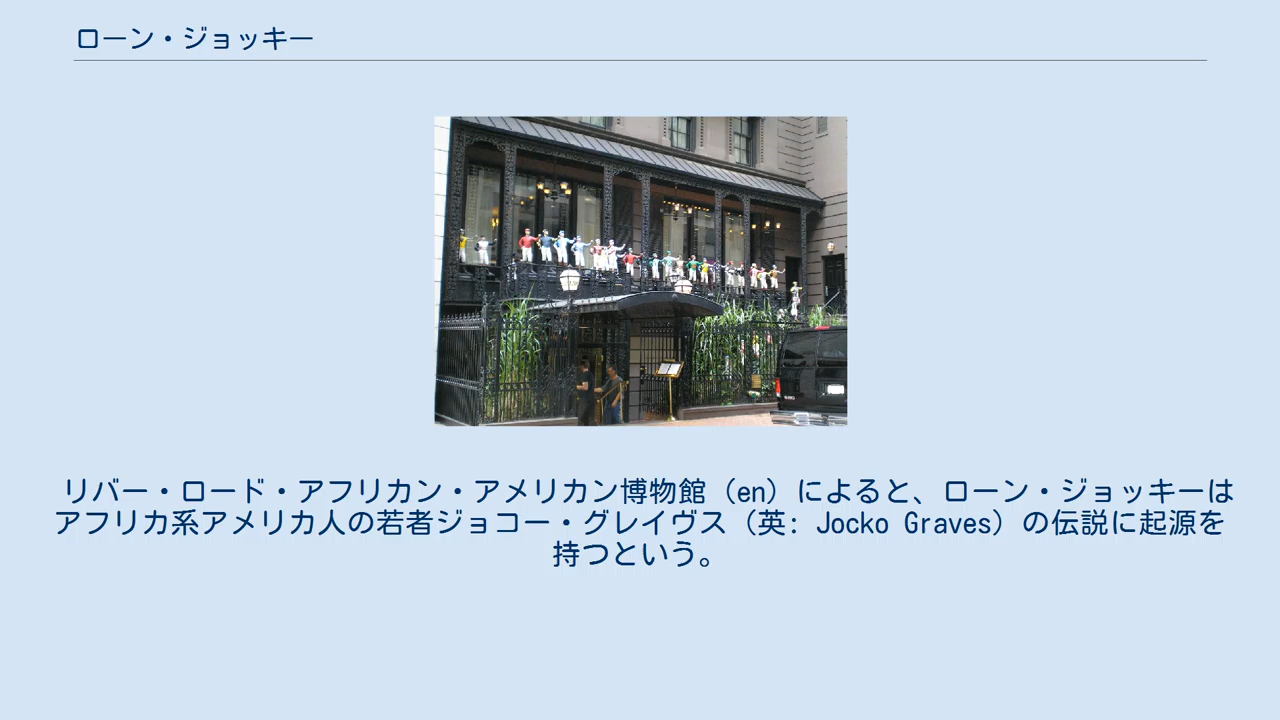 ローン・ジョッキー
リバー・ロード・アフリカン・アメリカン博物館（en）によると、ローン・ジョッキーは
アフリカ系アメリカ人の若者ジョコー・グレイヴス（英: Jocko Graves）の伝説に起源を
持つという。